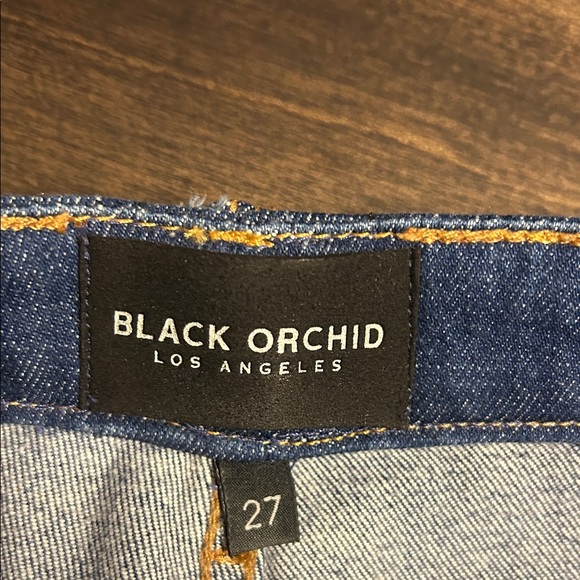 BLACK ORCHID
LOS ANGELES
27